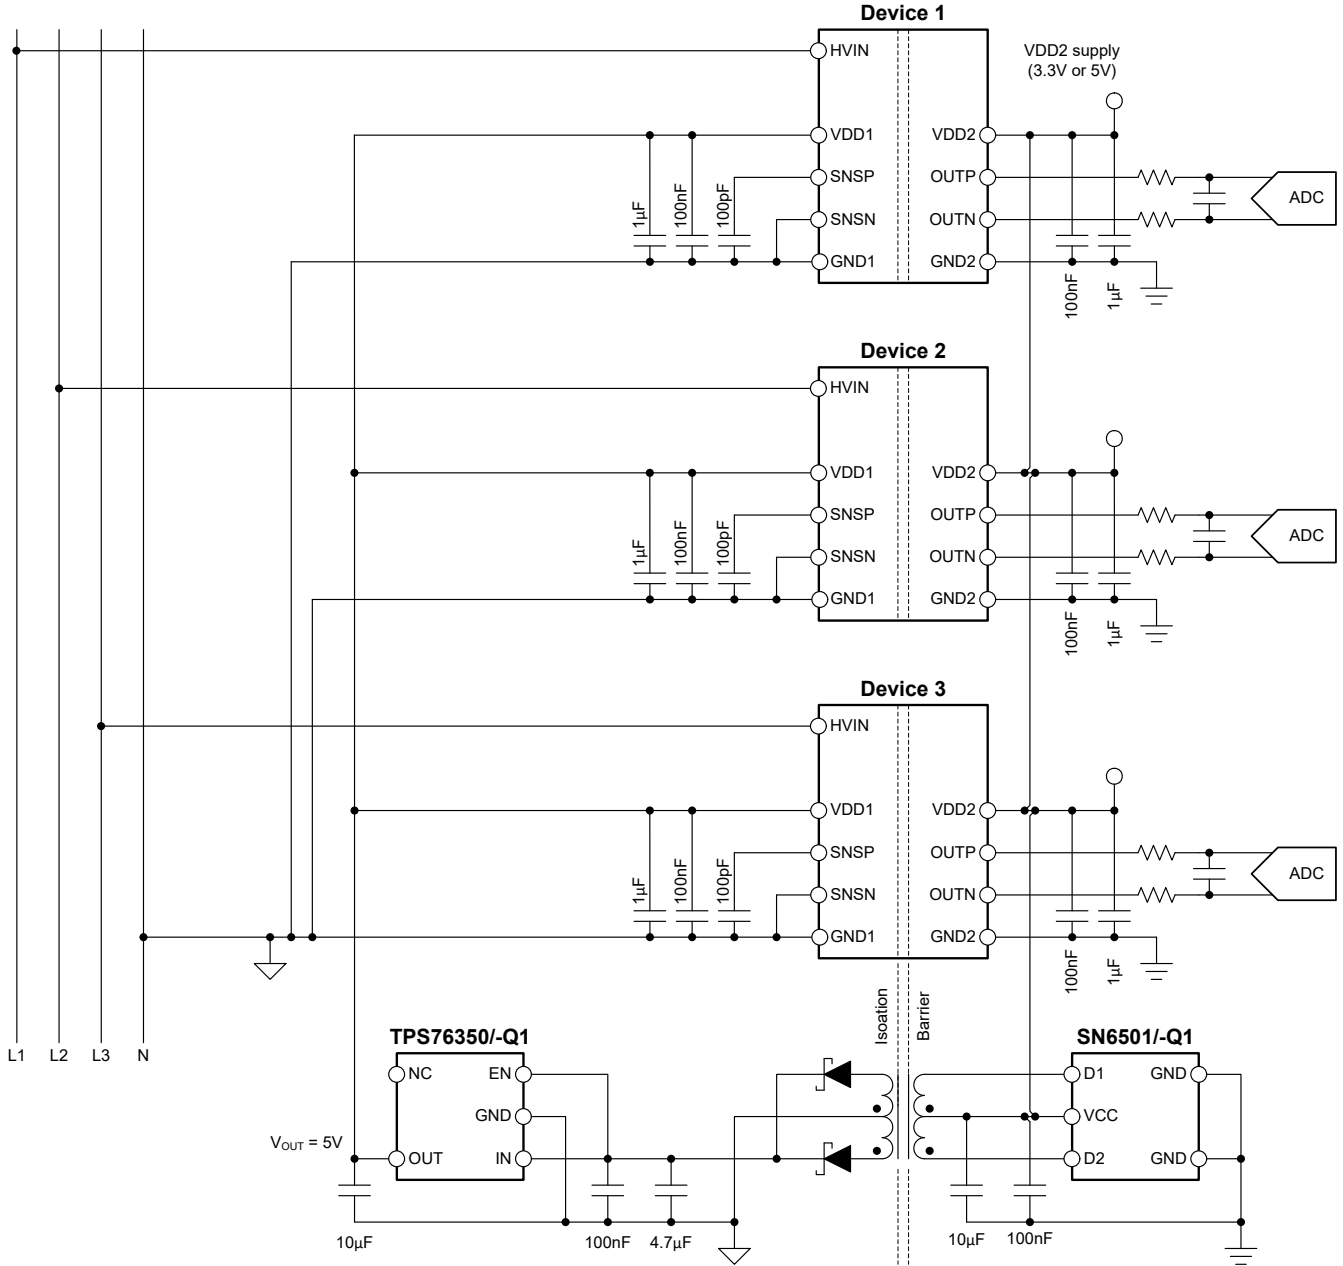 Device 1
HVIN
VDD1
SNSP
SNSN
GND1
VDD2
OUTP
OUTN
GND2
1µF
100nF
100pF
VDD2 supply
(3.3V or 5V)
100nF
1µF
ADC
Device 2
HVIN
VDD1
SNSP
SNSN
GND1
VDD2
OUTP
OUTN
GND2
1µF
100nF
100pF
100nF
1µF
ADC
Device 3
HVIN
VDD1
SNSP
SNSN
GND1
VDD2
OUTP
OUTN
GND2
1µF
100nF
100pF
100nF
1µF
ADC
L1
L2
L3
N
TPS76350/-Q1
NC
EN
GND
OUT
IN
VOUT = 5V
10µF
100nF
4.7µF
Isoation
Barrier
SN6501/-Q1
D1
GND
VCC
D2
GND
10µF
100nF